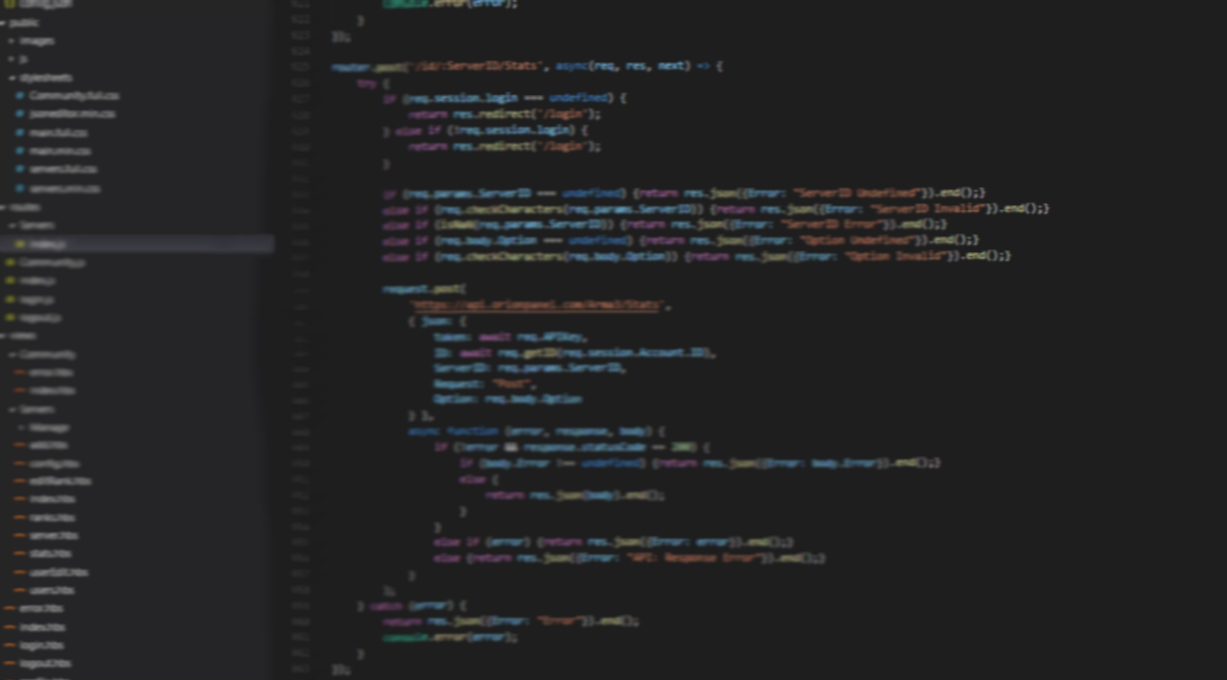 config.json
public
images
js
stylesheets
Community.full.css
jsoneditor.min.css
main.full.css
main.min.css
servers.full.css
servers.min.css
routes
Servers
index.js
Community.js
index.js
login.js
logout.js
views
Community
error.hbs
index.hbs
Servers
Manage
add.hbs
config.hbs
editRank.hbs
index.hbs
ranks.hbs
server.hbs
stats.hbs
userEdit.hbs
users.hbs
error.hbs
index.hbs
login.hbs
logout.hbs
console.error(error);
}
});
router.post('/id/:ServerID/Stats', async(req, res, next) => {
try {
if (req.session.login === undefined) {
return res.redirect('/login');
} else if (!req.session.login) {
return res.redirect('/login');
}
if (req.params.ServerID === undefined) {return res.json({Error: "ServerID Undefined"}).end();}
else if (req.checkCharacters(req.params.ServerID)) {return res.json({Error: "ServerID Invalid"}).end();}
else if (isNaN(req.params.ServerID)) {return res.json({Error: "ServerID Error"}).end();}
else if (req.body.Option === undefined) {return res.json({Error: "Option Undefined"}).end();}
else if (req.checkCharacters(req.body.Option)) {return res.json({Error: "Option Invalid"}).end();}
request.post(
'https://api.orionpanel.com/Arma3/Stats',
{ json: {
token: await req.APIKey,
ID: await req.getID(req.session.Account.ID),
ServerID: req.params.ServerID,
Request: "Post",
Option: req.body.Option
} },
async function (error, response, body) {
if (!error && response.statusCode == 200) {
if (body.Error !== undefined) {return res.json({Error: body.Error}).end();}
else {
return res.json(body).end();
}
}
else if (error) {return res.json({Error: error}).end();}
else {return res.json({Error: "API: Response Error"}).end();}
}
);
} catch (error) {
return res.json({Error: "Error"}).end();
console.error(error);
}
});